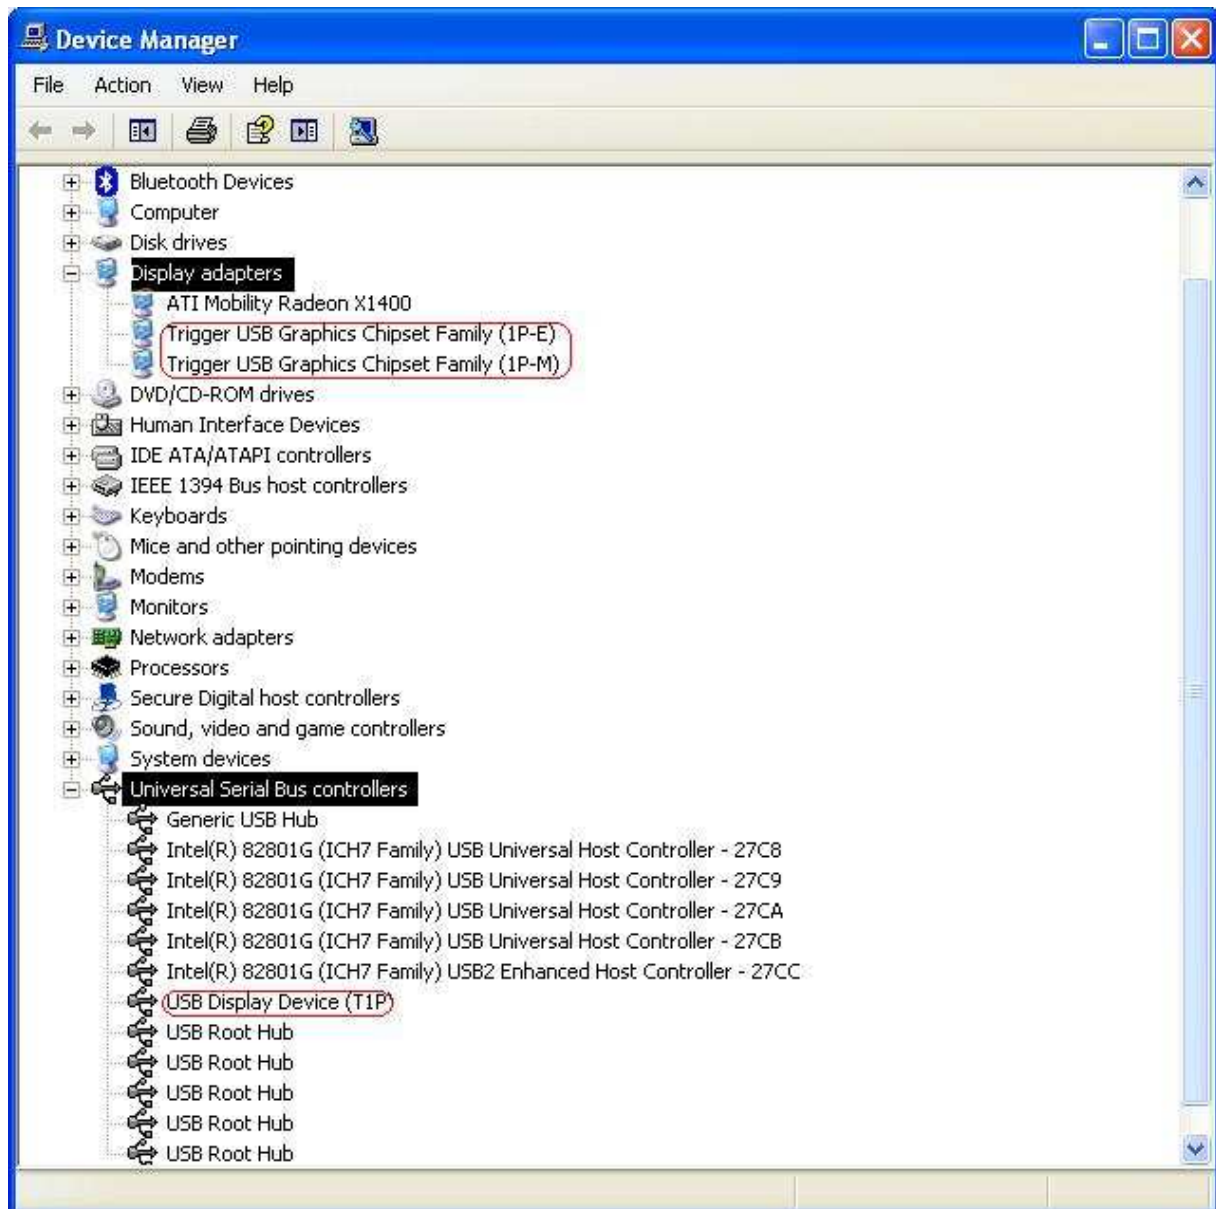 Device Manager
File Action View Help
Bluetooth Devices
Computer
Disk drives
Display adapters
ATI Mobility Radeon X1400
Trigger USB Graphics Chipset Family (1P-E)
Trigger USB Graphics Chipset Family (1P-M)
DVD/CD-ROM drives
Human Interface Devices
IDE ATA/ATAPI controllers
IEEE 1394 Bus host controllers
Keyboards
Mice and other pointing devices
Modems
Monitors
Network adapters
Processors
Secure Digital host controllers
Sound, video and game controllers
System devices
Universal Serial Bus controllers
Generic USB Hub
Intel(R) 82801G (ICH7 Family) USB Universal Host Controller - 27C8
Intel(R) 82801G (ICH7 Family) USB Universal Host Controller - 27C9
Intel(R) 82801G (ICH7 Family) USB Universal Host Controller - 27CA
Intel(R) 82801G (ICH7 Family) USB Universal Host Controller - 27CB
Intel(R) 82801G (ICH7 Family) USB2 Enhanced Host Controller - 27CC
USB Display Device (T1P)
USB Root Hub
USB Root Hub
USB Root Hub
USB Root Hub
USB Root Hub